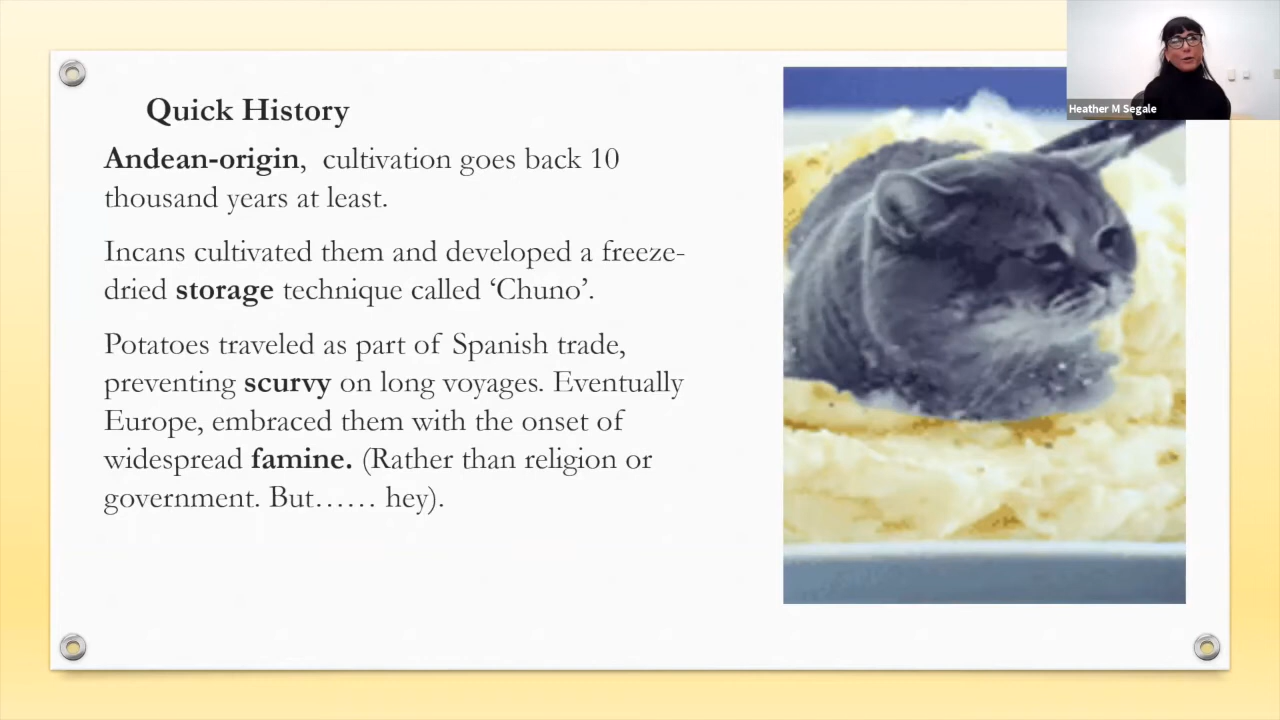 Quick History
Andean-origin, cultivation goes back 10
thousand years at least.
Incans cultivated them and developed a freeze-
dried storage technique called ‘Chuno’.
Potatoes traveled as part of Spanish trade,
preventing scurvy on long voyages. Eventually
Europe, embraced them with the onset of
widespread famine. (Rather than religion or
government. But…… hey).
Heather M Segale